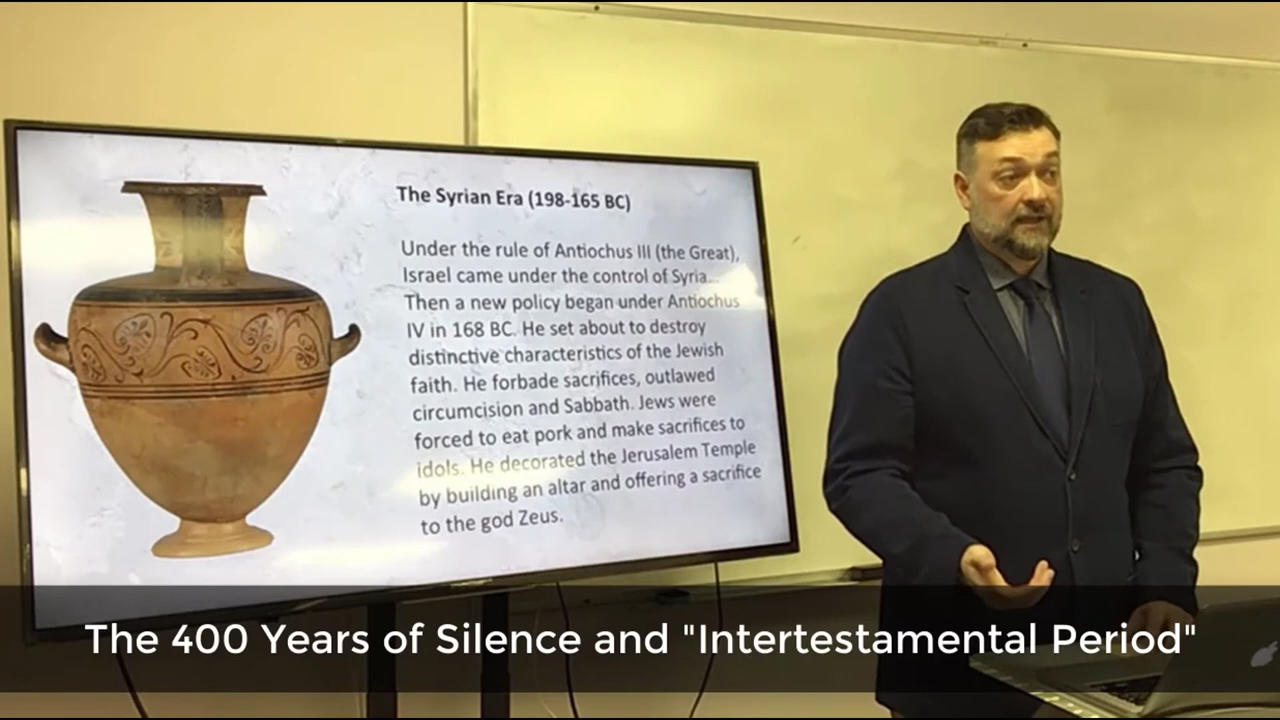 The Syrian Era (198-165 BC)
Under the rule of Antiochus III (the Great),
Israel came under the control of Syria...
Then a new policy began under Antiochus
IV in 168 BC. He set about to destroy
distinctive characteristics of the Jewish
faith. He forbade sacrifices, outlawed
circumcision and Sabbath. Jews were
forced to eat pork and make sacrifices to
idols. He decorated the Jerusalem Temple
by building an altar and offering a sacrifice
to the god Zeus.
The 400 Years of Silence and "Intertestamental Period"